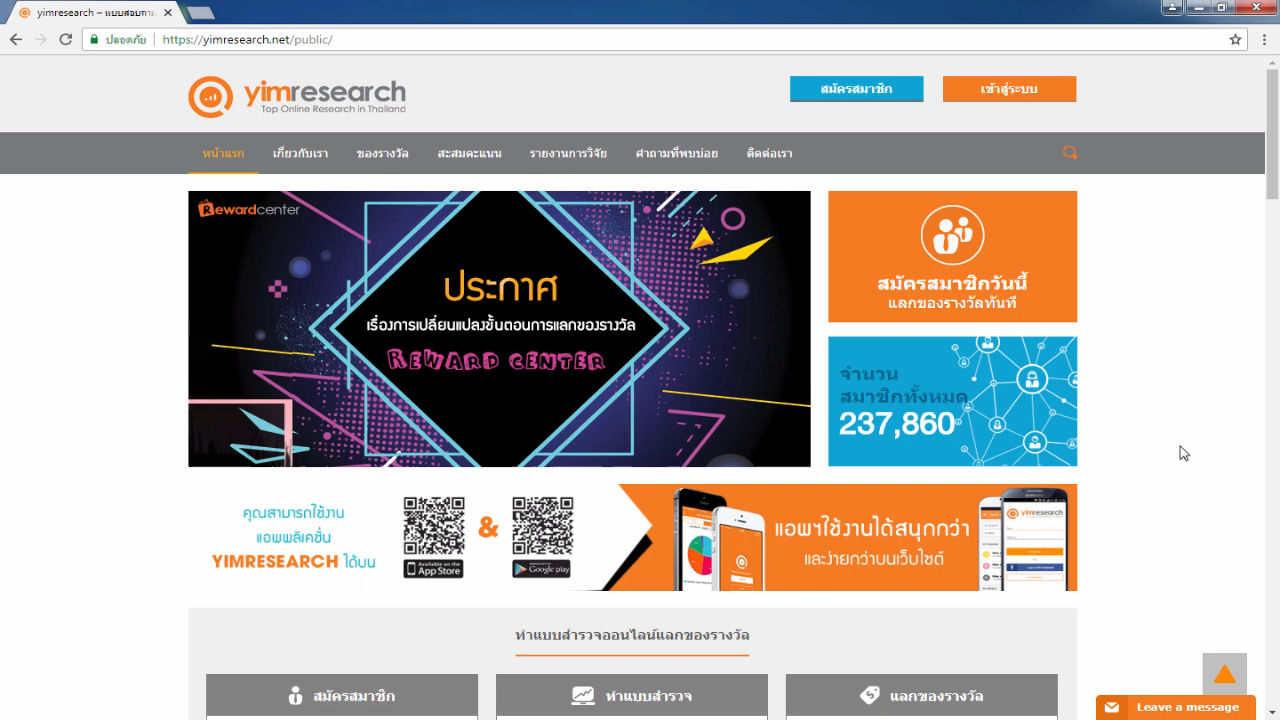 yimresearch – แบบสอบถา
ปลอดภัย
https://yimresearch.net/public/
yimresearch
Top Online Research in Thailand
สมัครสมาชิก
เข้าสู่ระบบ
หน้าแรก เกี่ยวกับเรา ของรางวัล สะสมคะแนน รายงานการวิจัย คำถามที่พบบ่อย ติดต่อเรา
Rewardcenter
ประกาศ
เรื่องการเปลี่ยนแปลงขั้นตอนการแลกของรางวัล
REWARD CENTER
สมัครสมาชิกวันนี้
แลกของรางวัลทันที
จำนวน
สมาชิกทั้งหมด
237,860
คุณสามารถใช้งาน
แอพพลิเคชั่น
YIMRESEARCH ได้บน
Available on the
App Store
&
Google play
แอพฯใช้งานได้สนุกกว่า
และง่ายกว่าบนเว็บไซต์
yimresearch
ทำแบบสำรวจออนไลน์แลกของรางวัล
สมัครสมาชิก
ทำแบบสำรวจ
แลกของรางวัล
Leave a message